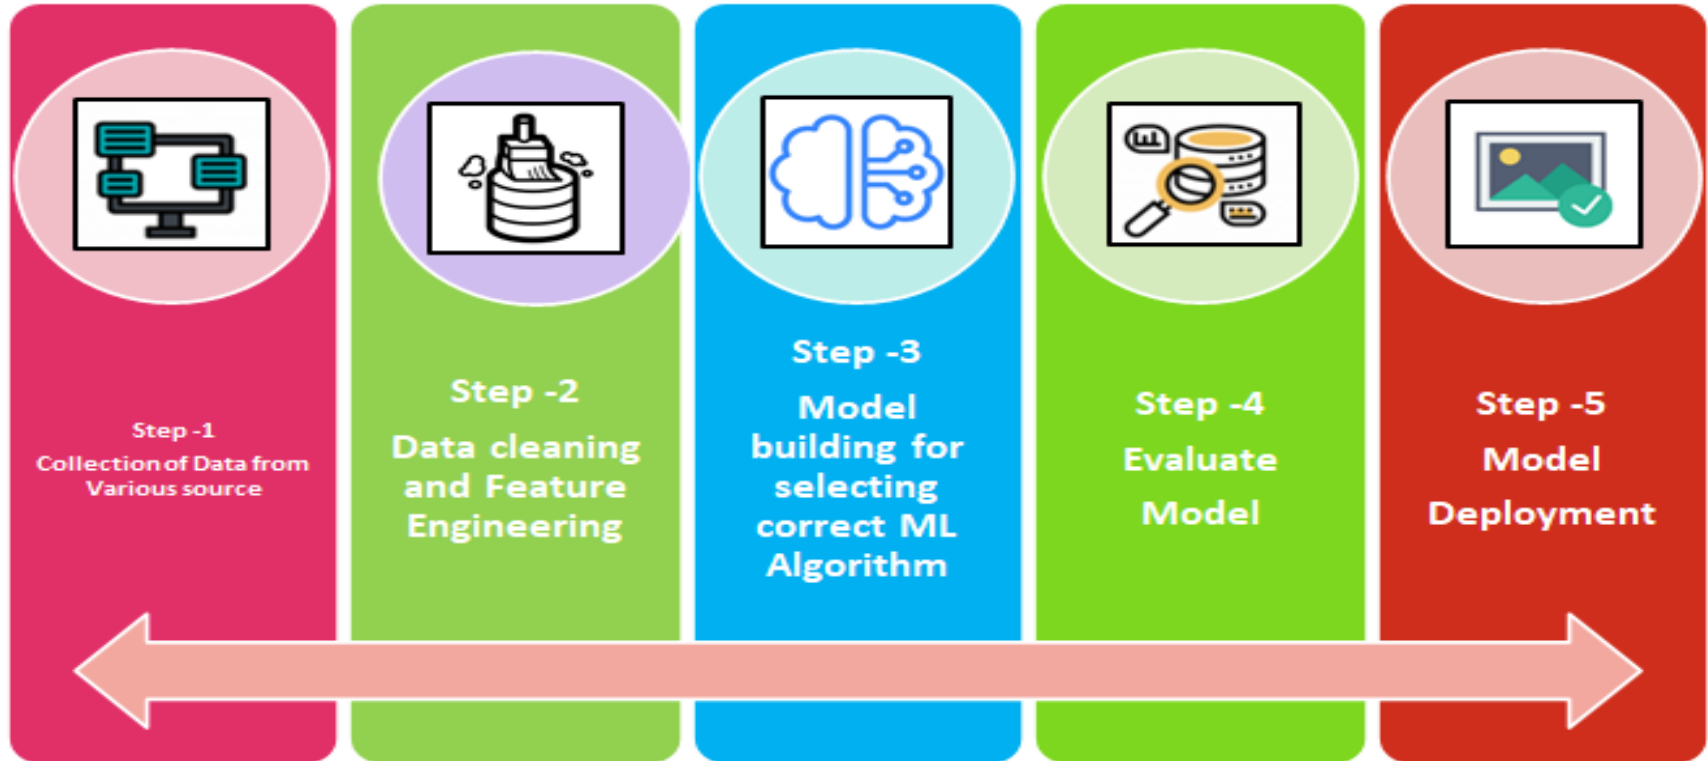 Step -1
Collection of Data from
Various source
Step -2
Data cleaning
and Feature
Engineering
Step -3
Model
building for
selecting
correct ML
Algorithm
Step -4
Evaluate
Model
Step -5
Model
Deployment